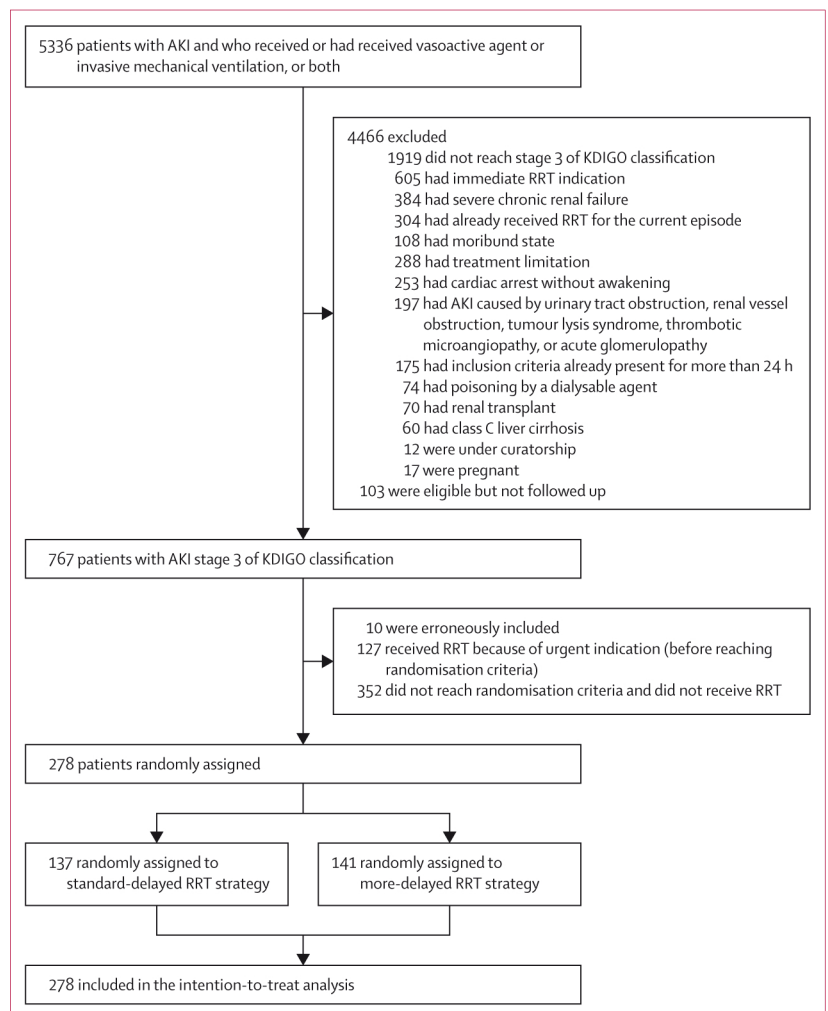 5336 patients with AKI and who received or had received vasoactive agent or
invasive mechanical ventilation, or both
4466 excluded
1919 did not reach stage 3 of KDIGO classification
605 had immediate RRT indication
384 had severe chronic renal failure
304 had already received RRT for the current episode
108 had moribund state
288 had treatment limitation
253 had cardiac arrest without awakening
197 had AKI caused by urinary tract obstruction, renal vessel
obstruction, tumour lysis syndrome, thrombotic
microangiopathy, or acute glomerulopathy
175 had inclusion criteria already present for more than 24 h
74 had poisoning by a dialysable agent
70 had renal transplant
60 had class C liver cirrhosis
12 were under curatorship
17 were pregnant
103 were eligible but not followed up
767 patients with AKI stage 3 of KDIGO classification
10 were erroneously included
127 received RRT because of urgent indication (before reaching
randomisation criteria)
352 did not reach randomisation criteria and did not receive RRT
278 patients randomly assigned
137 randomly assigned to
standard-delayed RRT strategy
141 randomly assigned to
more-delayed RRT strategy
278 included in the intention-to-treat analysis